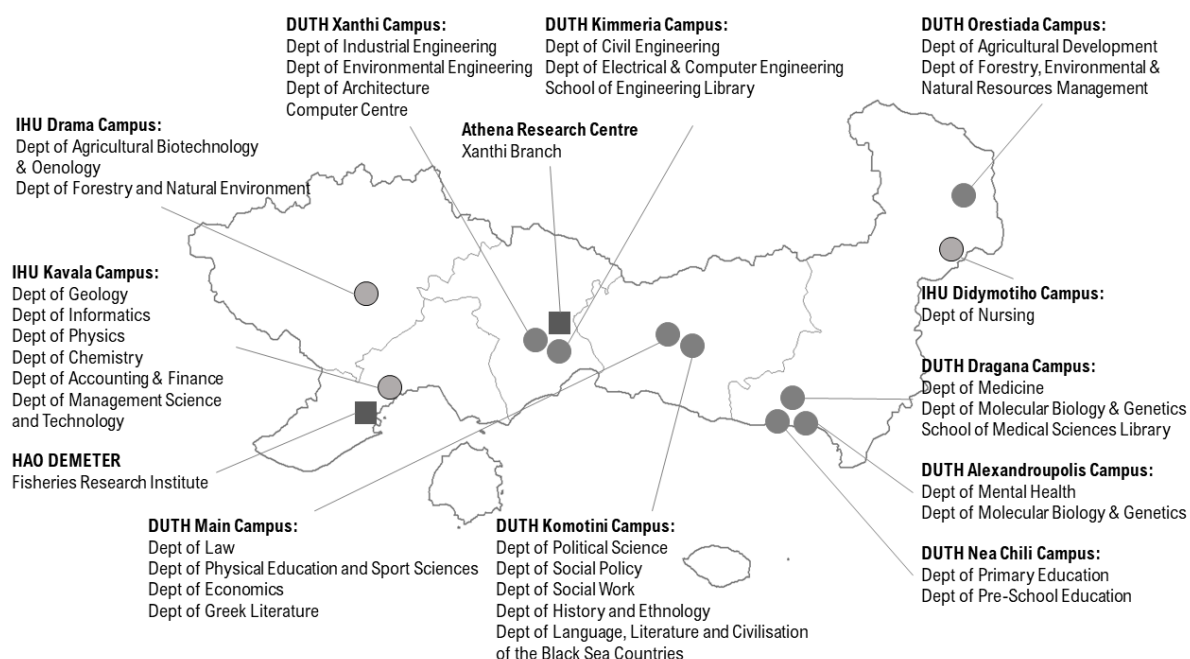 DUTH Xanthi Campus:
Dept of Industrial Engineering
Dept of Environmental Engineering
Dept of Architecture
Computer Centre
DUTH Kimmeria Campus:
Dept of Civil Engineering
Dept of Electrical & Computer Engineering
School of Engineering Library
DUTH Orestiada Campus:
Dept of Agricultural Development
Dept of Forestry, Environmental &
Natural Resources Management
IHU Drama Campus:
Dept of Agricultural Biotechnology
& Oenology
Dept of Forestry and Natural Environment
Athena Research Centre
Xanthi Branch
IHU Kavala Campus:
Dept of Geology
Dept of Informatics
Dept of Physics
Dept of Chemistry
Dept of Accounting & Finance
Dept of Management Science
and Technology
HAO DEMETER
Fisheries Research Institute
IHU Didymotiho Campus:
Dept of Nursing
DUTH Dragana Campus:
Dept of Medicine
Dept of Molecular Biology & Genetics
School of Medical Sciences Library
DUTH Alexandroupolis Campus:
Dept of Mental Health
Dept of Molecular Biology & Genetics
DUTH Nea Chili Campus:
Dept of Primary Education
Dept of Pre-School Education
DUTH Main Campus:
Dept of Law
Dept of Physical Education and Sport Sciences
Dept of Economics
Dept of Greek Literature
DUTH Komotini Campus:
Dept of Political Science
Dept of Social Policy
Dept of Social Work
Dept of History and Ethnology
Dept of Language, Literature and Civilisation
of the Black Sea Countries